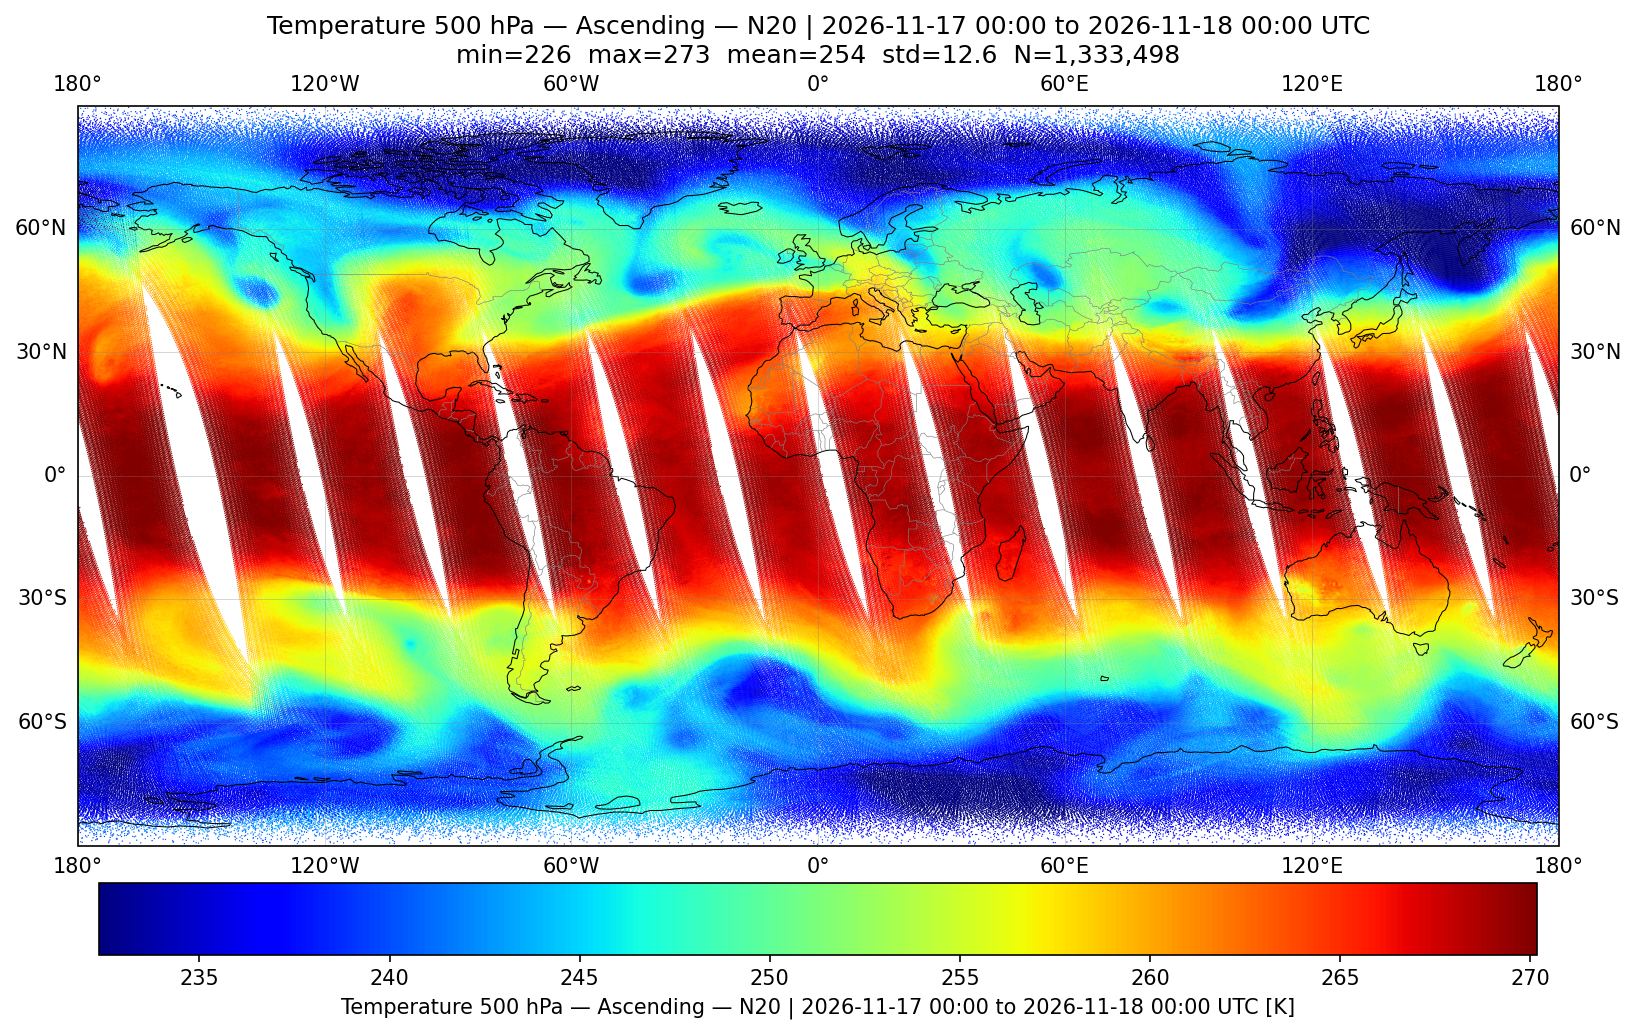 Temperature 500 hPa — Ascending — N20 | 2026-11-17 00:00 to 2026-11-18 00:00 UTC
min=226 max=273 mean=254 std=12.6 N=1,333,498
180° 120°W 60°W 0° 60°E 120°E 180°
60°N 60°N
30°N 30°N
0° 0°
30°S 30°S
60°S 60°S
180° 120°W 60°W 0° 60°E 120°E 180°
235 240 245 250 255 260 265 270
Temperature 500 hPa — Ascending — N20 | 2026-11-17 00:00 to 2026-11-18 00:00 UTC [K]